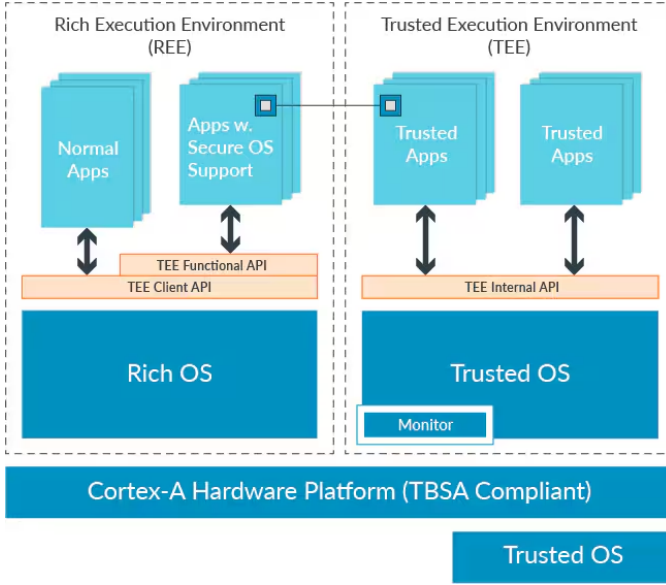 Rich Execution Environment
(REE)
Trusted Execution Environment
(TEE)
Normal
Apps
Apps w.
Secure OS
Support
Trusted
Apps
Trusted
Apps
TEE Functional API
TEE Client API
TEE Internal API
Rich OS
Trusted OS
Monitor
Cortex-A Hardware Platform (TBSA Compliant)
Trusted OS